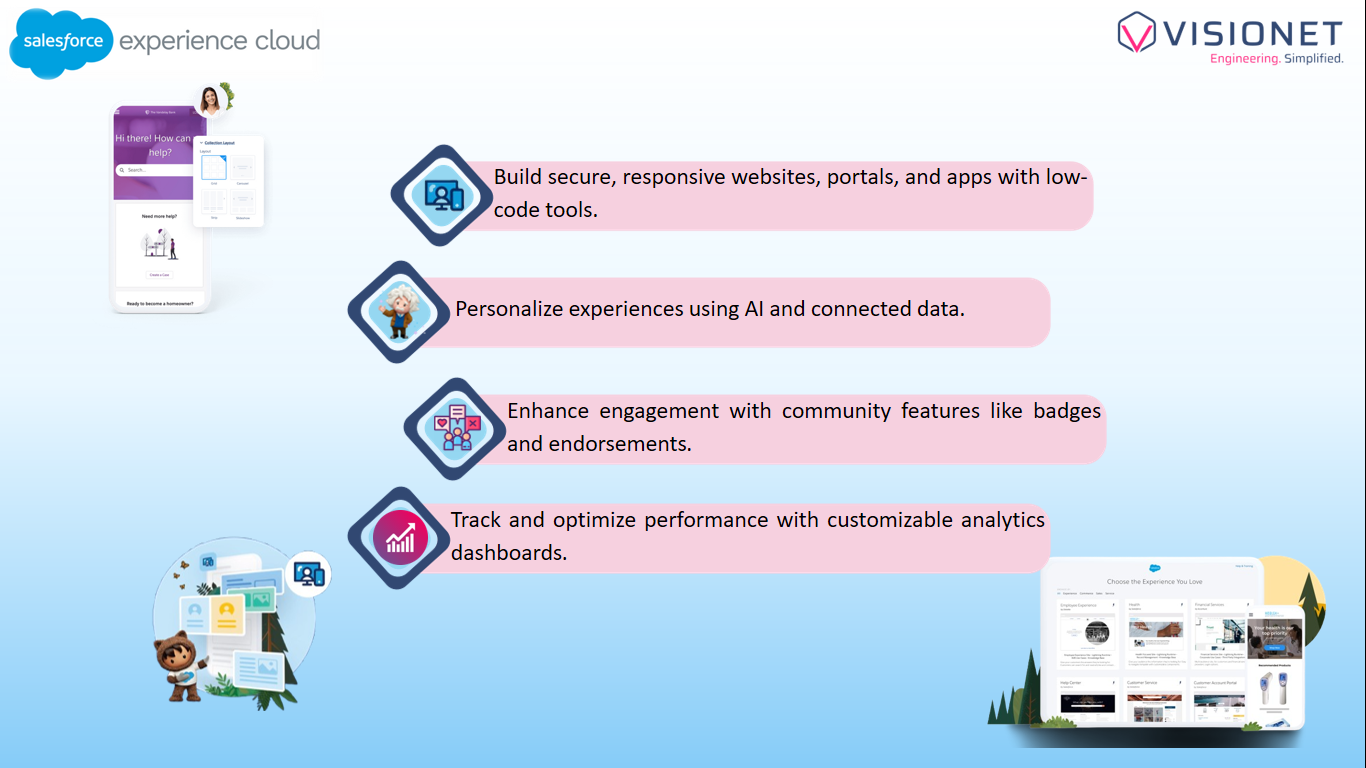 salesforce experience cloud
VISIONET
Engineering. Simplified.
Hi there! How can
help?
Search...
Collection Layout
Layout
Grid
Carousel
Need more help?
Create a Case
Ready to become a homeowner?
Build secure, responsive websites, portals, and apps with low-
code tools.
Personalize experiences using AI and connected data.
Enhance engagement with community features like badges
and endorsements.
Track and optimize performance with customizable analytics
dashboards.
Choose the Experience You Love
Employee Experience
Health
Financial Services
Help Center
Customer Service
Customer Account Portal
Your health is our
top priority
Recommended Products